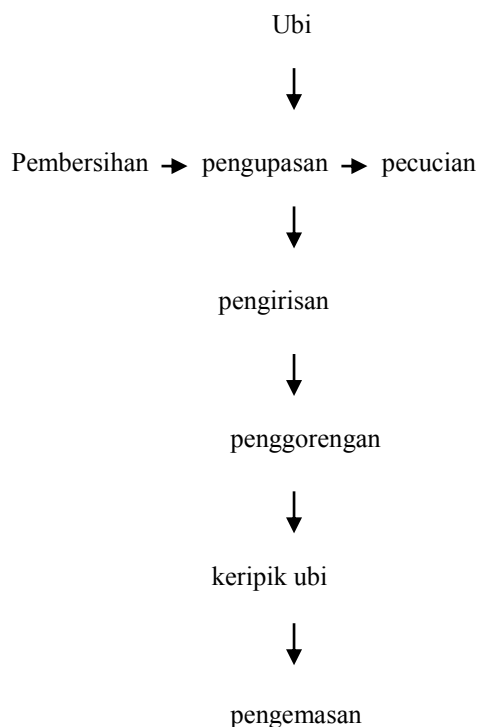 Ubi
Pembersihan pengupasan pecucian
pengirisan
penggorengan
keripik ubi
pengemasan